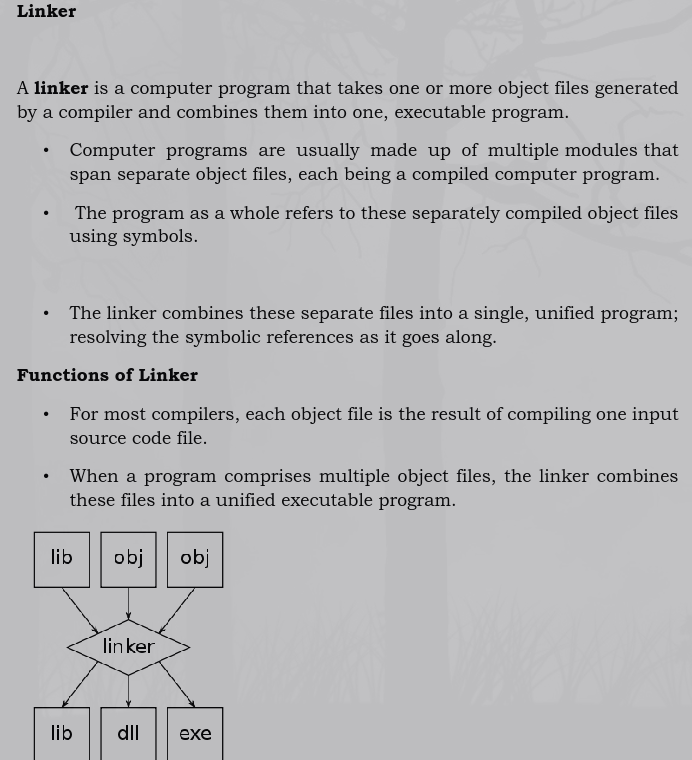 Linker
A linker is a computer program that takes one or more object files generated
by a compiler and combines them into one, executable program.
• Computer programs are usually made up of multiple modules that
span separate object files, each being a compiled computer program.
• The program as a whole refers to these separately compiled object files
using symbols.
• The linker combines these separate files into a single, unified program;
resolving the symbolic references as it goes along.
Functions of Linker
• For most compilers, each object file is the result of compiling one input
source code file.
• When a program comprises multiple object files, the linker combines
these files into a unified executable program.
lib obj obj
linker
lib dll exe